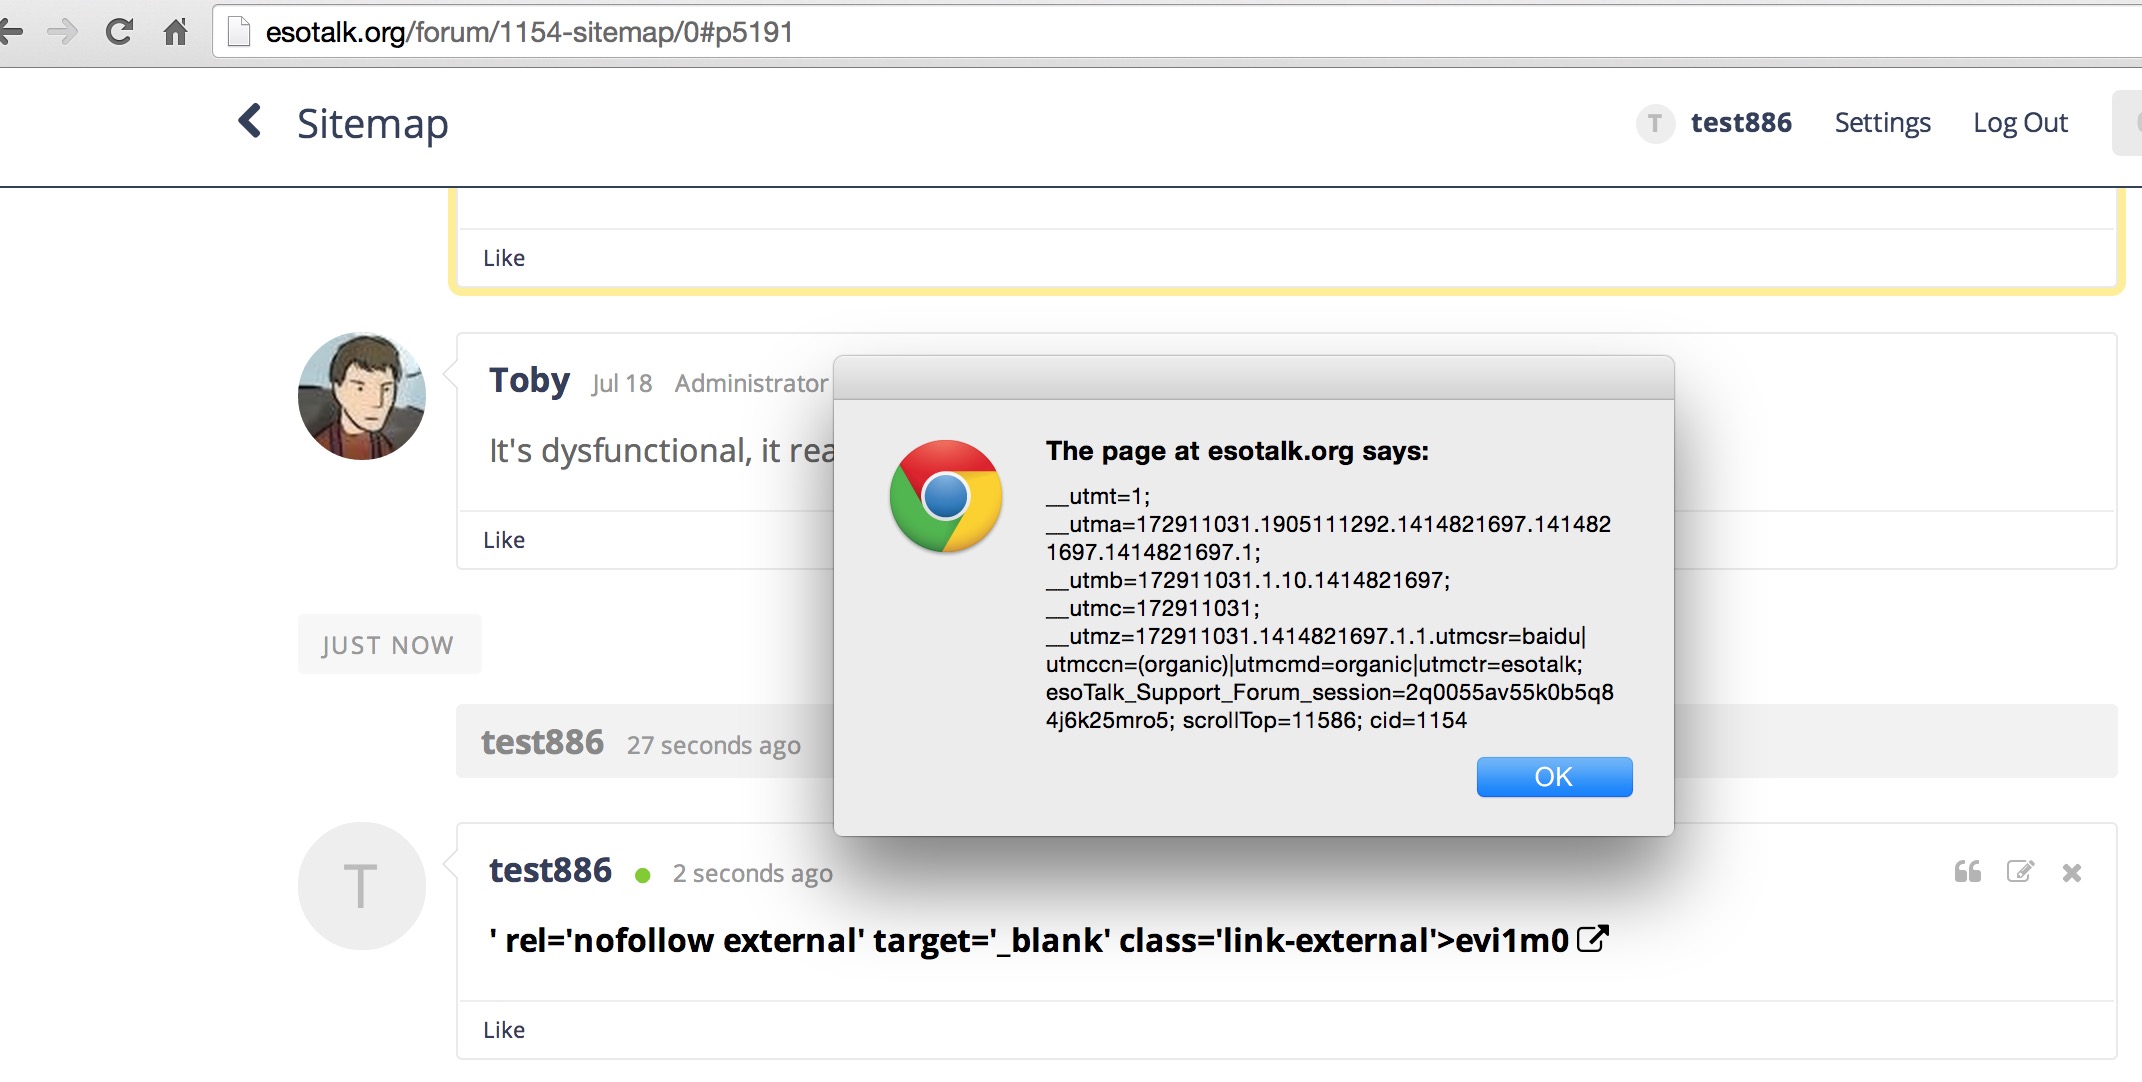 esotalk.org/forum/1154-sitemap/0#p5191
Sitemap
T test886 Settings Log Out
Like
Toby Jul 18 Administrator
It's dysfunctional, it rea
Like
The page at esotalk.org says:
__utmt=1;
__utma=172911031.1905111292.1414821697.141482
1697.1414821697.1;
__utmb=172911031.1.10.1414821697;
__utmc=172911031;
__utmz=172911031.1414821697.1.1.utmcsr=baidu|
utmccn=(organic)|utmcmd=organic|utmctr=esotalk;
esoTalk_Support_Forum_session=2q0055av55k0b5q8
4j6k25mro5; scrollTop=11586; cid=1154
OK
JUST NOW
test886 27 seconds ago
T
test886 2 seconds ago
' rel='nofollow external' target='_blank' class='link-external'>evi1m0
Like